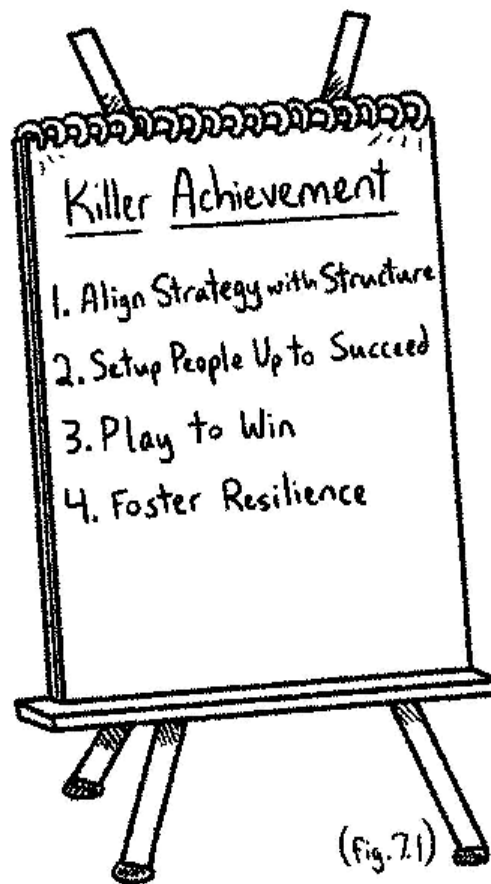 Killer Achievement
1. Align Strategy with Structure
2. Setup People Up to Succeed
3. Play to Win
4. Foster Resilience
(Fig. 7.1)